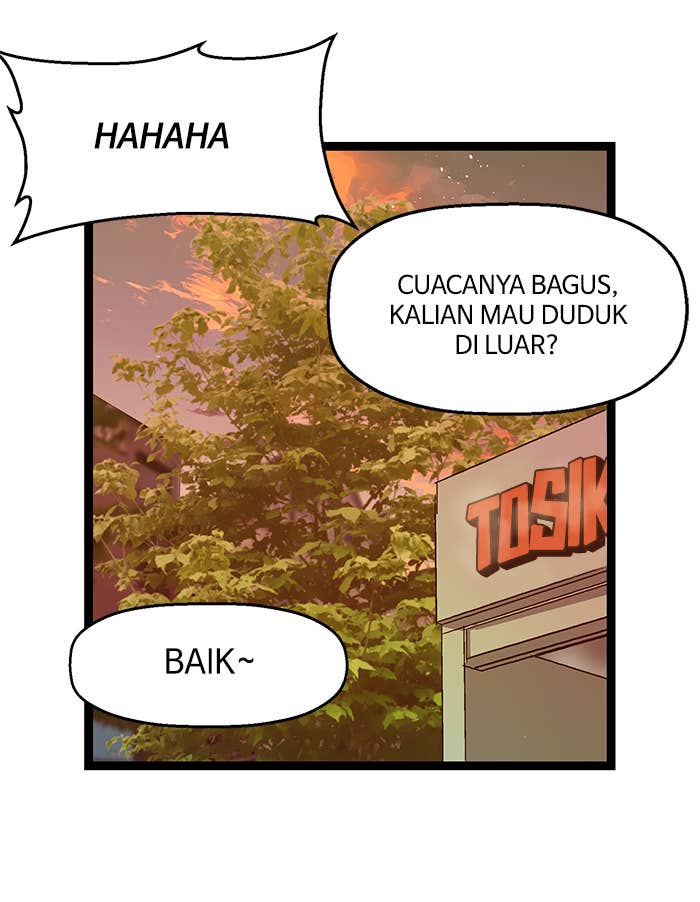 HAHAHA
CUACANYA BAGUS,
KALIAN MAU DUDUK
DI LUAR?
TOSIK
BAIK~